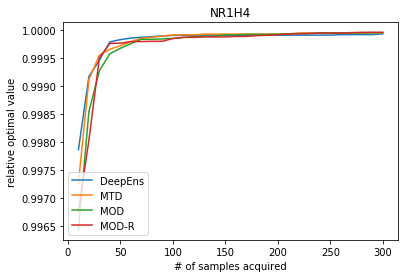 NR1H4
relative optimal value
1.0000
0.9995
0.9990
0.9985
0.9980
0.9975
0.9970
0.9965
DeepEns
MTD
MOD
MOD-R
0 50 100 150 200 250 300
# of samples acquired